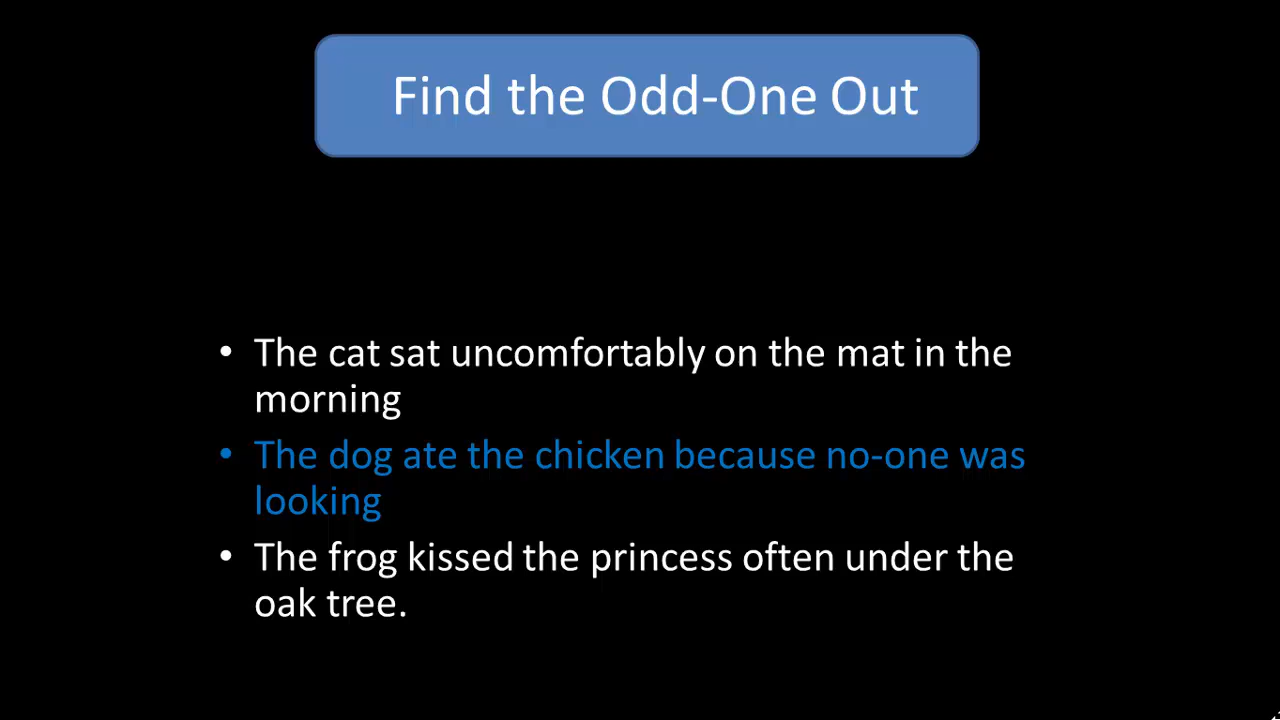 Find the Odd-One Out
• The cat sat uncomfortably on the mat in the
morning
• The dog ate the chicken because no-one was
looking
• The frog kissed the princess often under the
oak tree.